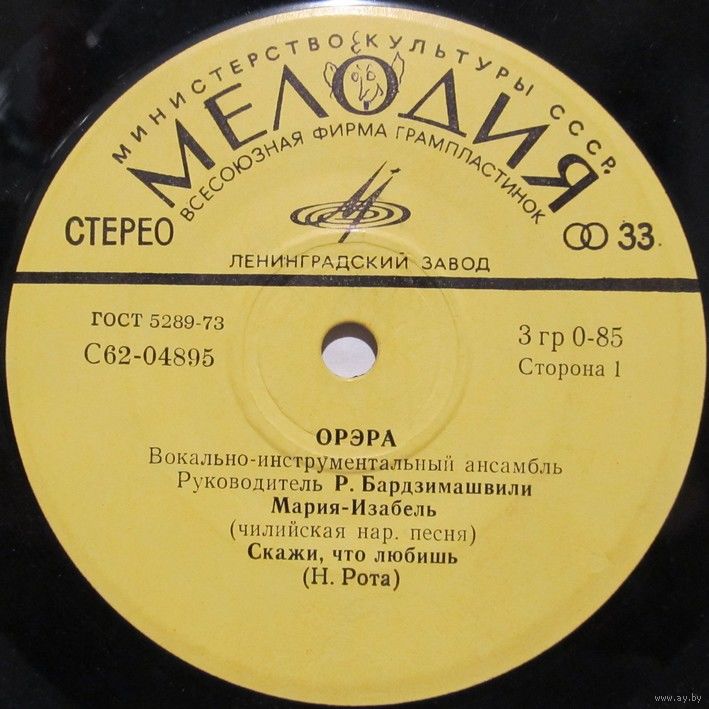 МИНИСТЕРСТВО КУЛЬТУРЫ СССР.
МЕЛОДИЯ
ВСЕСОЮЗНАЯ ФИРМА ГРАМПЛАСТИНОК
СТЕРЕО
33
ЛЕНИНГРАДСКИЙ ЗАВОД
ГОСТ 5289-73
С62-04895
3 гр 0-85
Сторона 1
ОРЭРА
Вокально-инструментальный ансамбль
Руководитель Р. Бардзимашвили
Мария-Изабель
(чилийская нар. песня)
Скажи, что любишь
(Н. Рота)
www.ay.by